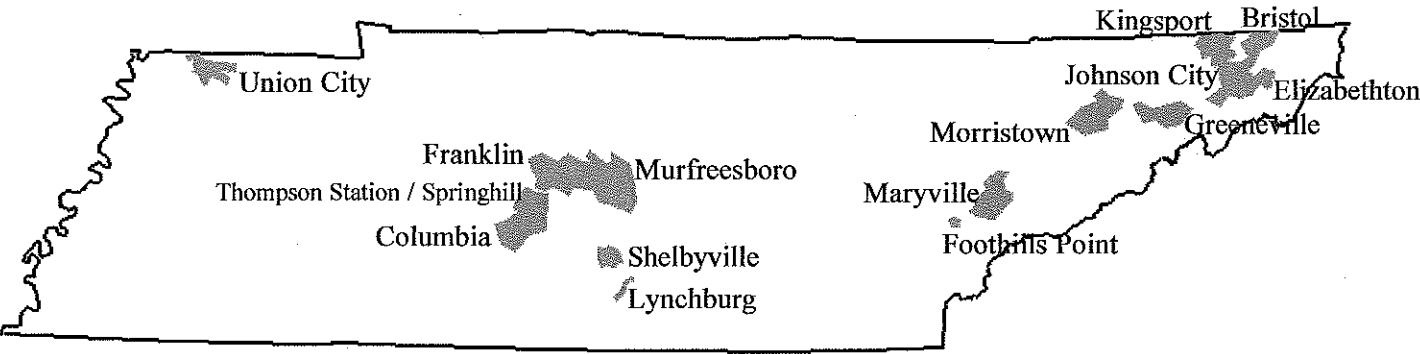 Kingsport
Bristol
Union City
Johnson City
Elizabethton
Morristown
Greeneville
Franklin
Murfreesboro
Thompson Station / Springhill
Maryville
Columbia
Foothills Point
Shelbyville
Lynchburg